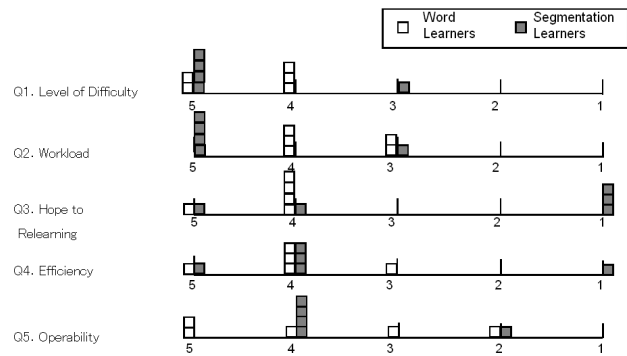 Word Learners
Segmentation Learners
Q1. Level of Difficulty
5 4 3 2 1
Q2. Workload
5 4 3 2 1
Q3. Hope to
Relearning
5 4 3 2 1
Q4. Efficiency
5 4 3 2 1
Q5. Operability
5 4 3 2 1